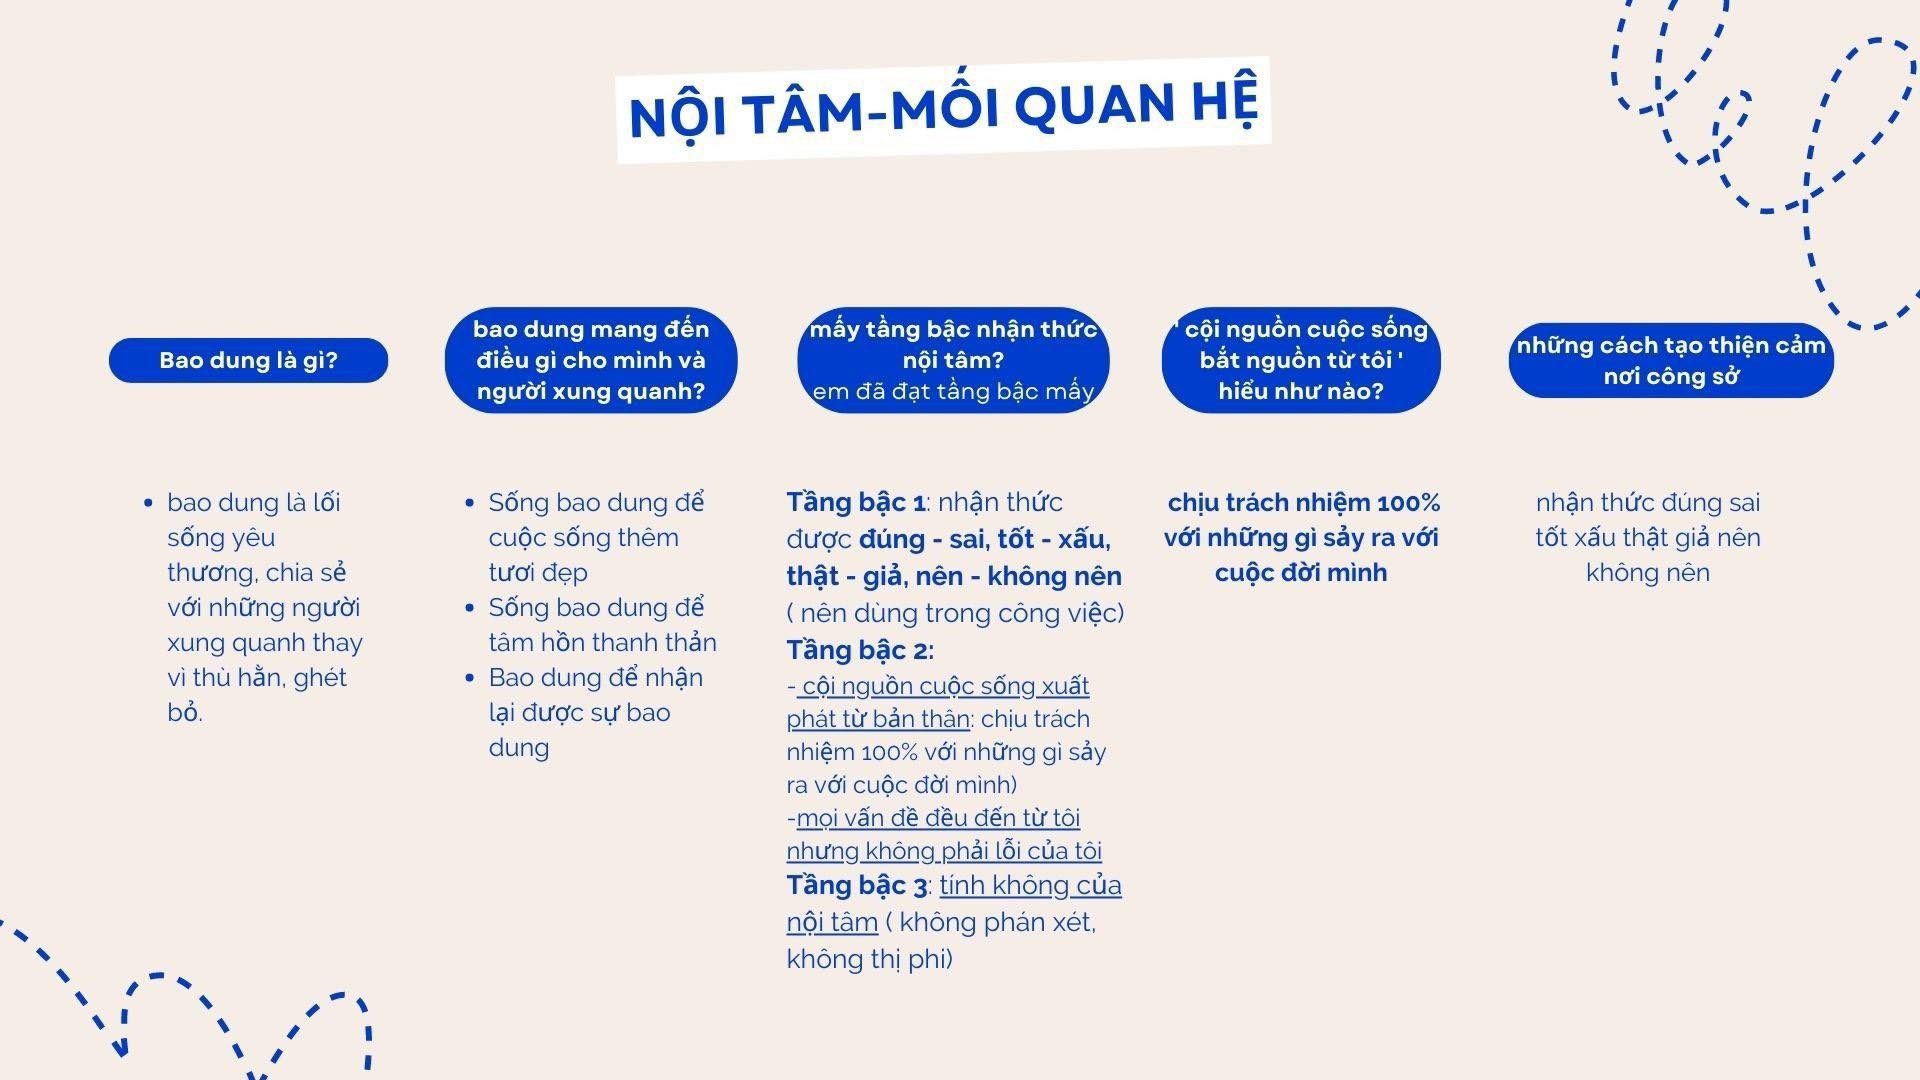 NỘI TÂM-MỐI QUAN HỆ
Bao dung là gì?
bao dung là lối
sống yêu
thương, chia sẻ
với những người
xung quanh thay
vì thù hằn, ghét
bỏ.
bao dung mang đến
điều gì cho mình và
người xung quanh?
Sống bao dung để
cuộc sống thêm
tươi đẹp
Sống bao dung để
tâm hồn thanh thản
Bao dung để nhận
lại được sự bao
dung
mấy tầng bậc nhận thức
nội tâm?
em đã đạt tầng bậc mấy
Tầng bậc 1: nhận thức
được đúng - sai, tốt - xấu,
thật - giả, nên - không nên
( nên dùng trong công việc)
Tầng bậc 2:
- cội nguồn cuộc sống xuất
phát từ bản thân: chịu trách
nhiệm 100% với những gì sảy
ra với cuộc đời mình)
-mọi vấn đề đều đến từ tôi
nhưng không phải lỗi của tôi
Tầng bậc 3: tính không của
nội tâm ( không phán xét,
không thị phi)
' cội nguồn cuộc sống
bắt nguồn từ tôi '
hiểu như nào?
chịu trách nhiệm 100%
với những gì sảy ra với
cuộc đời mình
những cách tạo thiện cảm
nơi công sở
nhận thức đúng sai
tốt xấu thật giả nên
không nên